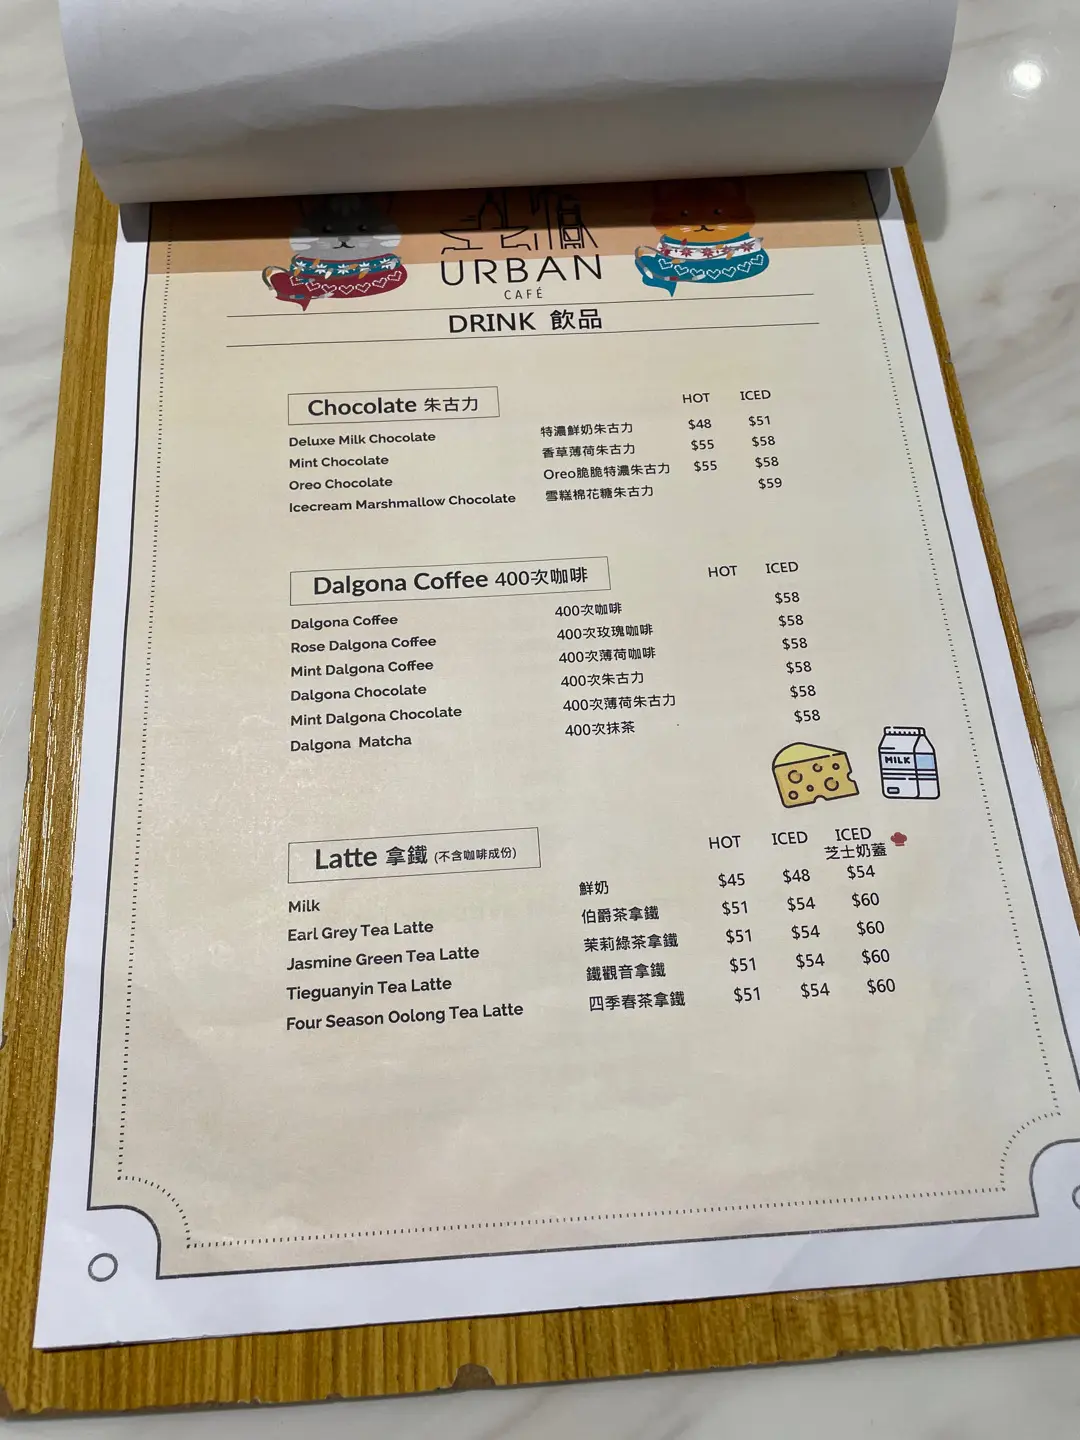 URBAN
CAFÉ
DRINK 飲品
Chocolate 朱古力 HOT ICED
Deluxe Milk Chocolate 特濃鮮奶朱古力 $48 $51
Mint Chocolate 香草薄荷朱古力 $55 $58
Oreo Chocolate Oreo脆脆特濃朱古力 $55 $58
Icecream Marshmallow Chocolate 雪糕棉花糖朱古力 $59
Dalgona Coffee 400次咖啡 HOT ICED
Dalgona Coffee 400次咖啡 $58
Rose Dalgona Coffee 400次玫瑰咖啡 $58
Mint Dalgona Coffee 400次薄荷咖啡 $58
Dalgona Chocolate 400次朱古力 $58
Mint Dalgona Chocolate 400次薄荷朱古力 $58
Dalgona Matcha 400次抹茶 $58
MILK
Latte 拿鐵 (不含咖啡成份) HOT ICED ICED
芝士奶蓋
Milk 鮮奶 $45 $48 $54
Earl Grey Tea Latte 伯爵茶拿鐵 $51 $54 $60
Jasmine Green Tea Latte 茉莉綠茶拿鐵 $51 $54 $60
Tieguanyin Tea Latte 鐵觀音拿鐵 $51 $54 $60
Four Season Oolong Tea Latte 四季春茶拿鐵 $51 $54 $60